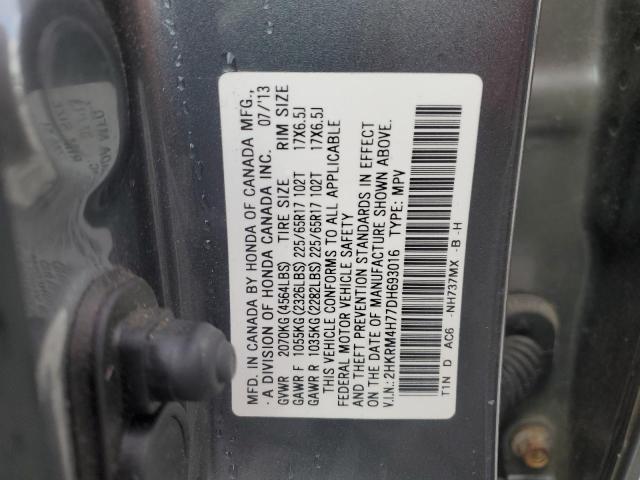 MFD. IN CANADA BY HONDA OF CANADA MFG.,
- A DIVISION OF HONDA CANADA INC. 07/'13
GVWR 2070KG(4564LBS) TIRE SIZE RIM SIZE
GAWR F 1055KG(2326LBS)225/65R17 102T 17X6.5J
GAWR R 1035KG(2282LBS)225/65R17 102T 17X6.5J
THIS VEHICLE CONFORMS TO ALL APPLICABLE
FEDERAL MOTOR VEHICLE SAFETY
AND THEFT PREVENTION STANDARDS IN EFFECT
ON THE DATE OF MANUFACTURE SHOWN ABOVE.
V.I.N.:2HKRM4H77DH693016 TYPE: MPV
T1N D AC6 -NH737MX -B -H